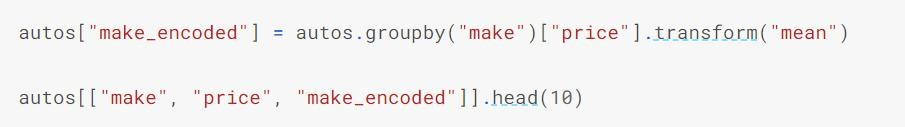 autos["make_encoded"] = autos.groupby("make")["price"].transform("mean")
autos[["make", "price", "make_encoded"]].head(10)